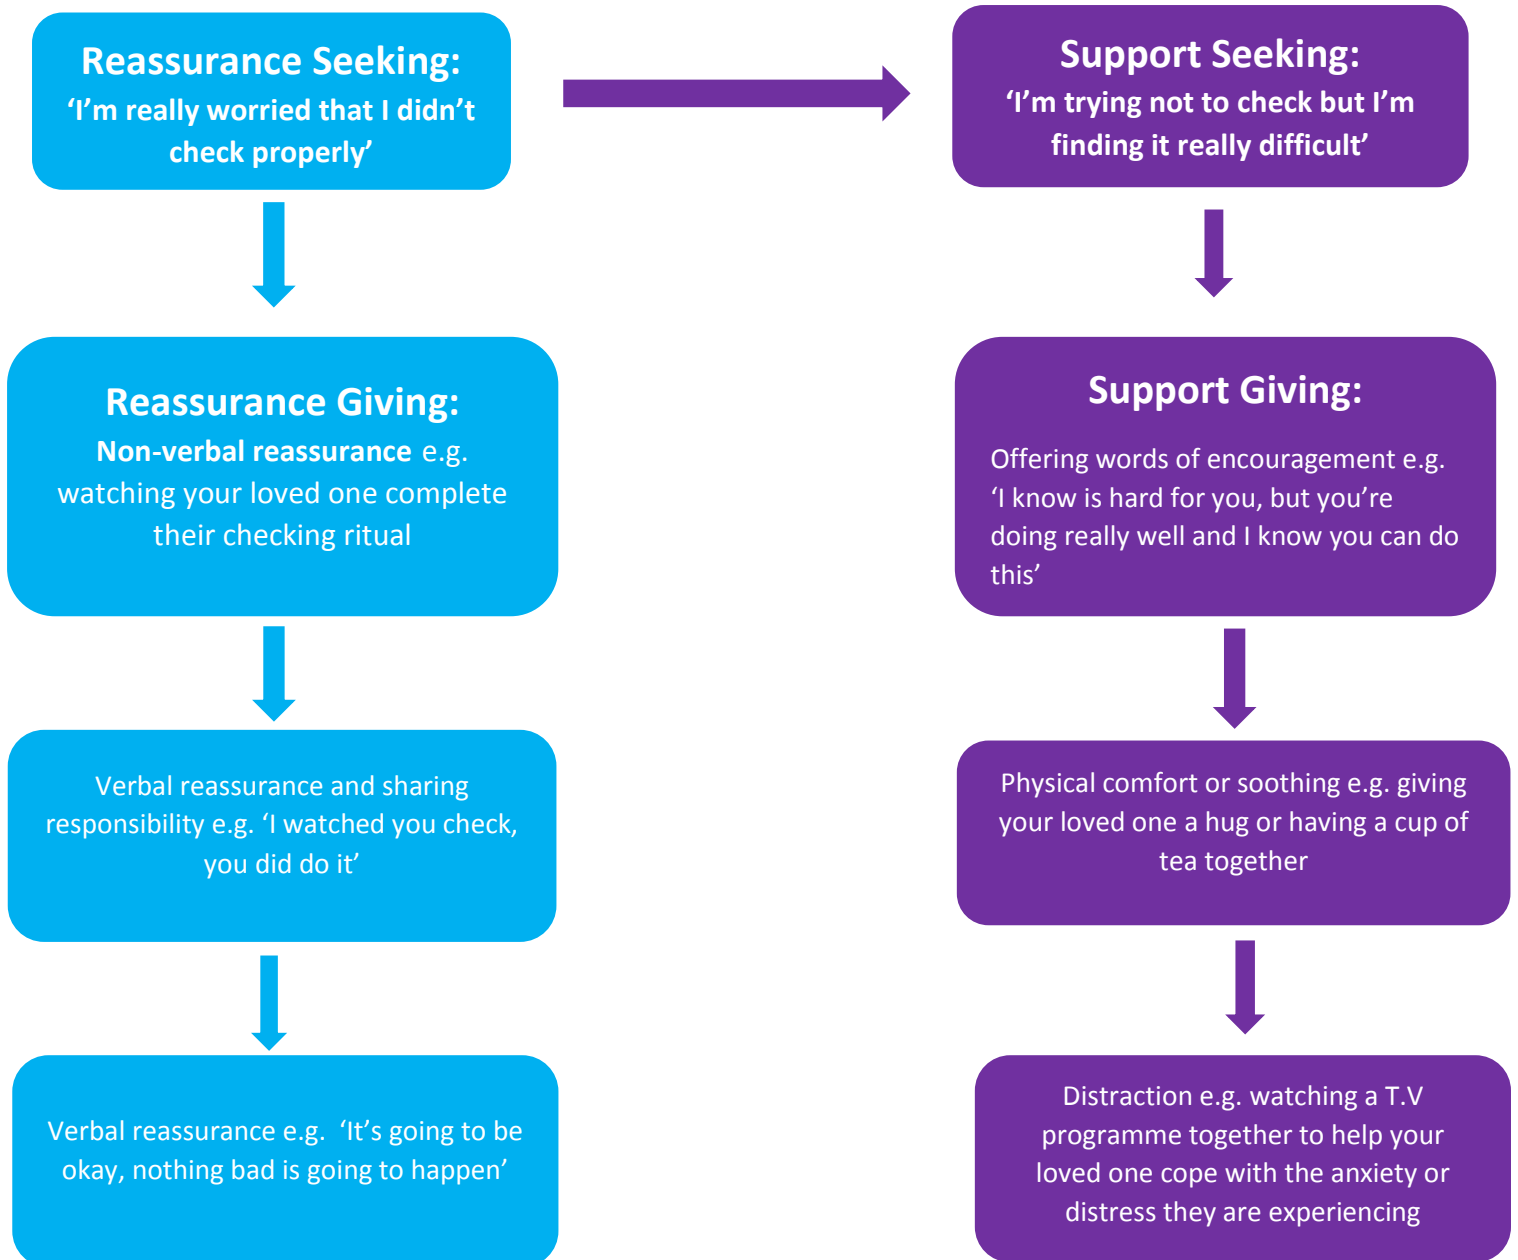 Reassurance Seeking:
‘I’m really worried that I didn’t
check properly’
Support Seeking:
‘I’m trying not to check but I’m
finding it really difficult’
Reassurance Giving:
Non-verbal reassurance e.g.
watching your loved one complete
their checking ritual
Support Giving:
Offering words of encouragement e.g.
‘I know is hard for you, but you’re
doing really well and I know you can do
this’
Verbal reassurance and sharing
responsibility e.g. ‘I watched you check,
you did do it’
Physical comfort or soothing e.g. giving
your loved one a hug or having a cup of
tea together
Verbal reassurance e.g.  ‘It’s going to be
okay, nothing bad is going to happen’
Distraction e.g. watching a T.V
programme together to help your
loved one cope with the anxiety or
distress they are experiencing